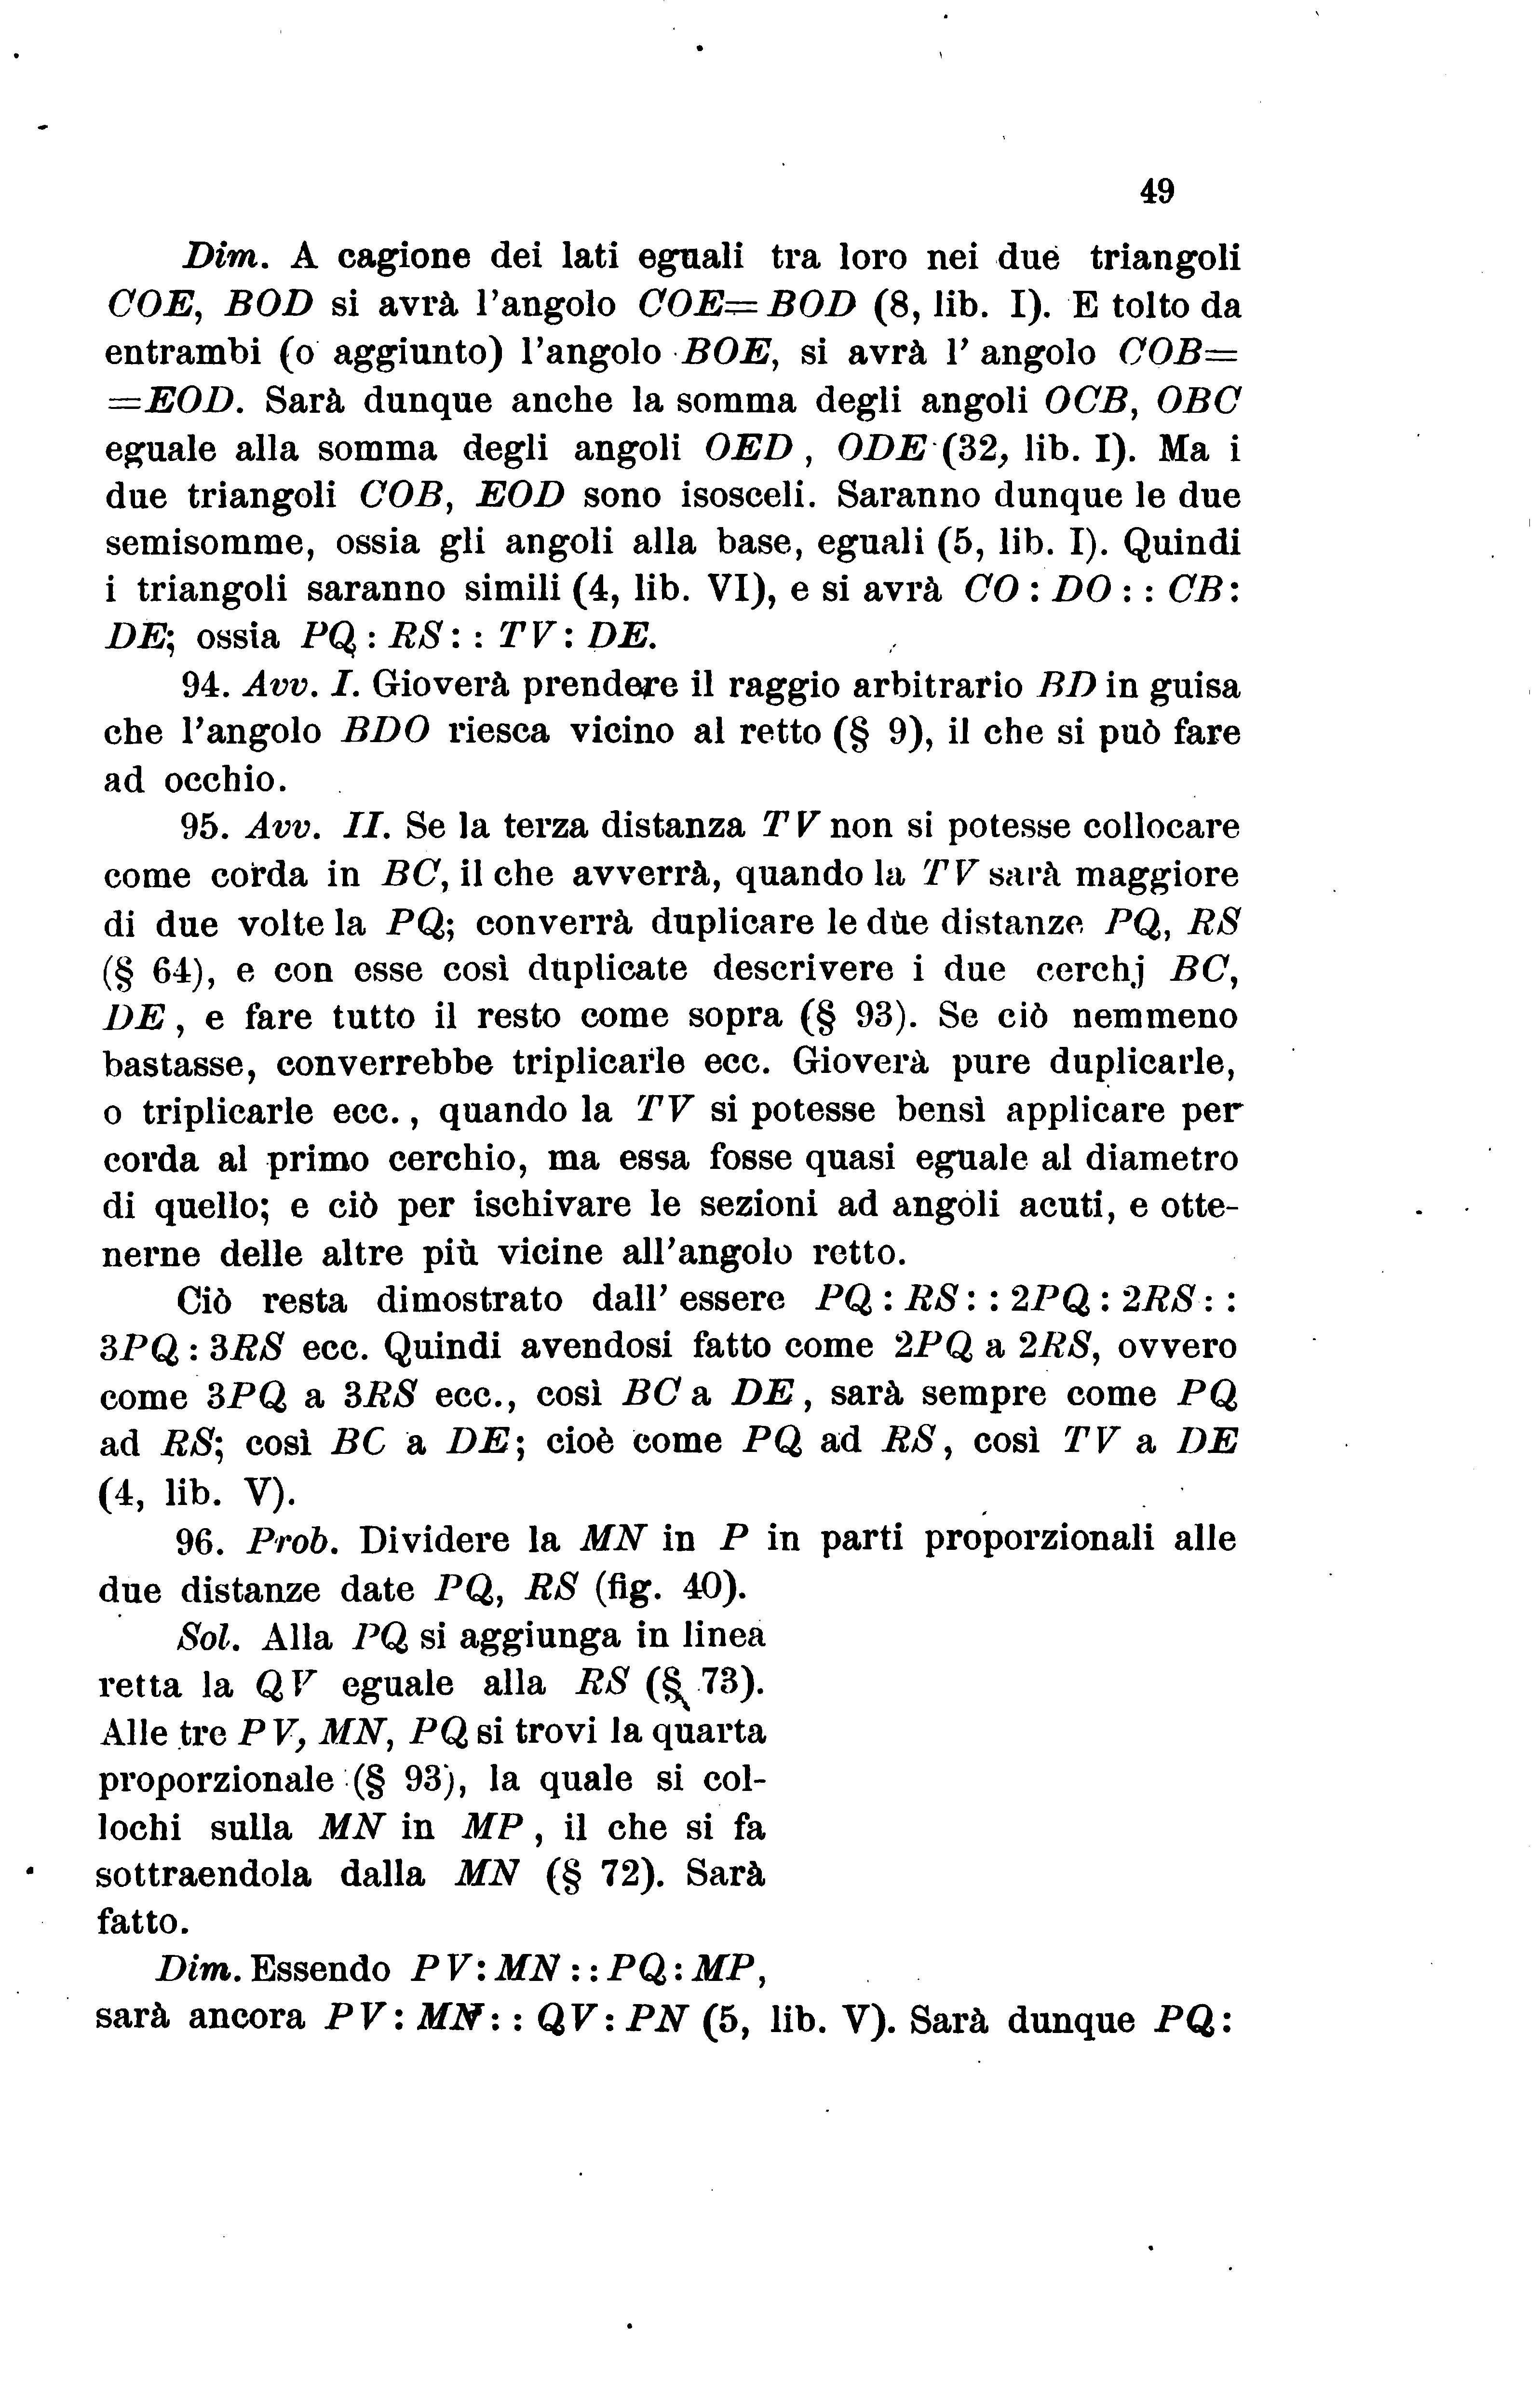 49
Dim. A cagione dei lati eguali tra loro nei due triangoli
COE, BOD si avrà l'angolo COE=BOD (8, lib. I). E tolto da
entrambi (o aggiunto) l'angolo BOE, si avrà l' angolo COB=
=EOD. Sarà dunque anche la somma degli angoli OCB, OBC
eguale alla somma degli angoli OED , ODE (32, lib. I). Ma i
due triangoli COB, EOD sono isosceli. Saranno dunque le due
semisomme, ossia gli angoli alla base, eguali (5, lib. I). Quindi
i triangoli saranno simili (4, lib. VI), e si avrà CO : DO : : CB :
DE; ossia PQ : RS : : TV : DE.
94. Avv. I. Gioverà prendere il raggio arbitrario BD in guisa
che l'angolo BDO riesca vicino al retto (§ 9), il che si può fare
ad occhio.
95. Avv. II. Se la terza distanza TV non si potesse collocare
come corda in BC, il che avverrà, quando la TV sarà maggiore
di due volte la PQ; converrà duplicare le due distanze PQ, RS
(§ 64), e con esse così duplicate descrivere i due cerchj BC,
DE , e fare tutto il resto come sopra (§ 93). Se ciò nemmeno
bastasse, converrebbe triplicarle ecc. Gioverà pure duplicarle,
o triplicarle ecc. , quando la TV si potesse bensì applicare per
corda al primo cerchio, ma essa fosse quasi eguale al diametro
di quello; e ciò per ischivare le sezioni ad angoli acuti, e otte-
nerne delle altre più vicine all'angolo retto.
Ciò resta dimostrato dall' essere PQ : RS : : 2PQ : 2RS : :
3PQ : 3RS ecc. Quindi avendosi fatto come 2PQ a 2RS, ovvero
come 3PQ a 3RS ecc., così BC a DE , sarà sempre come PQ
ad RS; così BC a DE; cioè come PQ ad RS , così TV a DE
(4, lib. V).
96. Prob. Dividere la MN in P in parti proporzionali alle
due distanze date PQ, RS (fig. 40).
Sol. Alla PQ si aggiunga in linea
retta la QV eguale alla RS (§ 73).
Alle tre PV, MN, PQ si trovi la quarta
proporzionale (§ 93), la quale si col-
lochi sulla MN in MP , il che si fa
sottraendola dalla MN (§ 72). Sarà
fatto.
Dim. Essendo PV : MN : : PQ : MP,
sarà ancora PV : MN : : QV : PN (5, lib. V). Sarà dunque PQ :